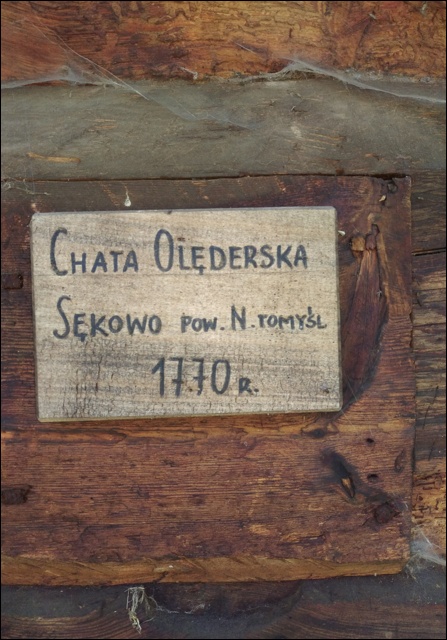 CHATA OLĘDERSKA
SĘKOWO POW. N. TOMYŚL
1770 R.